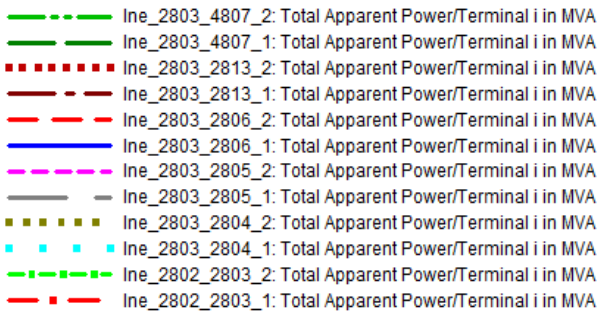 lne_2803_4807_2: Total Apparent Power/Terminal i in MVA
lne_2803_4807_1: Total Apparent Power/Terminal i in MVA
lne_2803_2813_2: Total Apparent Power/Terminal i in MVA
lne_2803_2813_1: Total Apparent Power/Terminal i in MVA
lne_2803_2806_2: Total Apparent Power/Terminal i in MVA
lne_2803_2806_1: Total Apparent Power/Terminal i in MVA
lne_2803_2805_2: Total Apparent Power/Terminal i in MVA
lne_2803_2805_1: Total Apparent Power/Terminal i in MVA
lne_2803_2804_2: Total Apparent Power/Terminal i in MVA
lne_2803_2804_1: Total Apparent Power/Terminal i in MVA
lne_2802_2803_2: Total Apparent Power/Terminal i in MVA
lne_2802_2803_1: Total Apparent Power/Terminal i in MVA